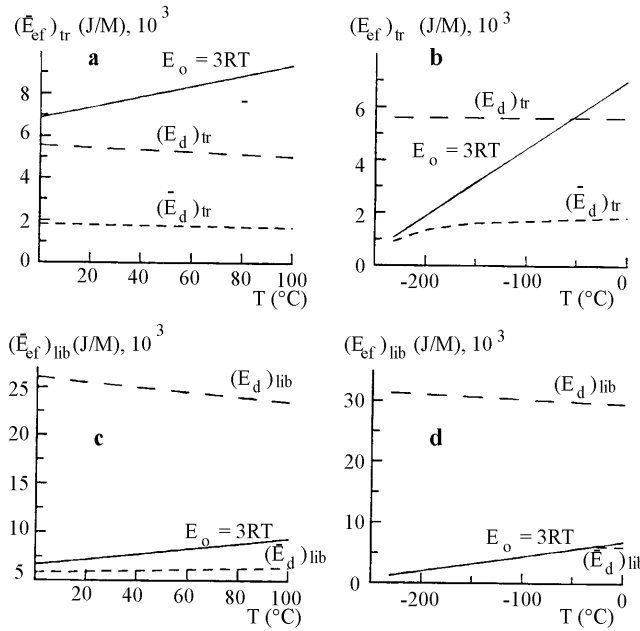 (Ē_ef)_tr (J/M), 10^3
a
E_o = 3RT
(E_d)_tr
(Ē_d)_tr
8
6
4
2
0
20 40 60 80 100
T (°C)
(E_ef)_tr (J/M), 10^3
b
(E_d)_tr
E_o = 3RT
(Ē_d)_tr
6
4
2
0
-200 -100 0
T (°C)
(Ē_ef)_lib (J/M), 10^3
(E_d)_lib
c
E_o = 3RT
(Ē_d)_lib
25
20
15
10
5
20 40 60 80 100
T (°C)
(E_ef)_lib (J/M), 10^3
(E_d)_lib
d
E_o = 3RT
(Ē_d)_lib
30
20
10
0
-200 -100 0
T (°C)